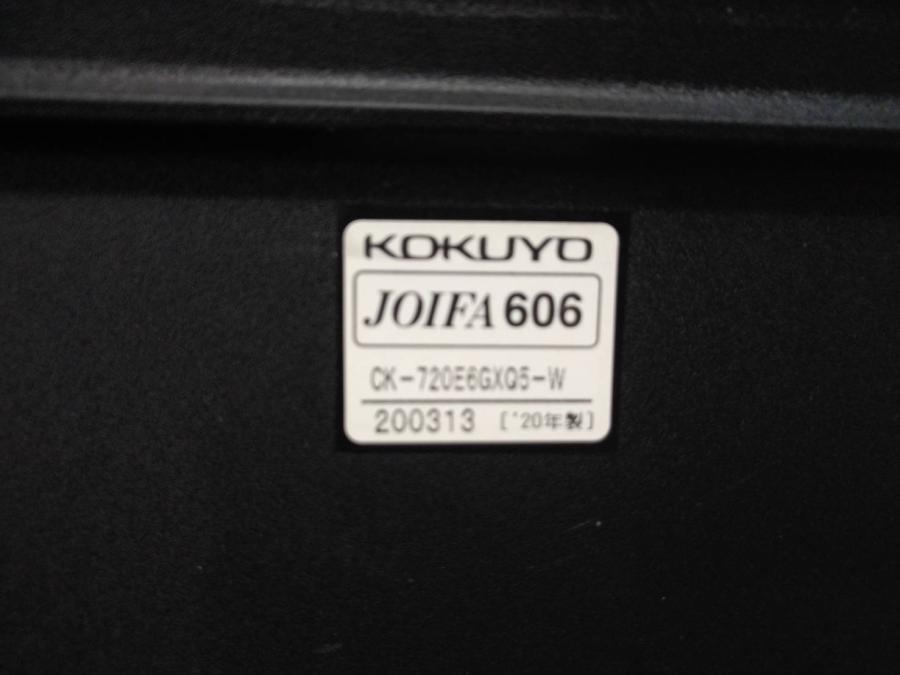 KOKUYO
JOIFA 606
CK-720E6GXQ5-W
200313 ['20年製]